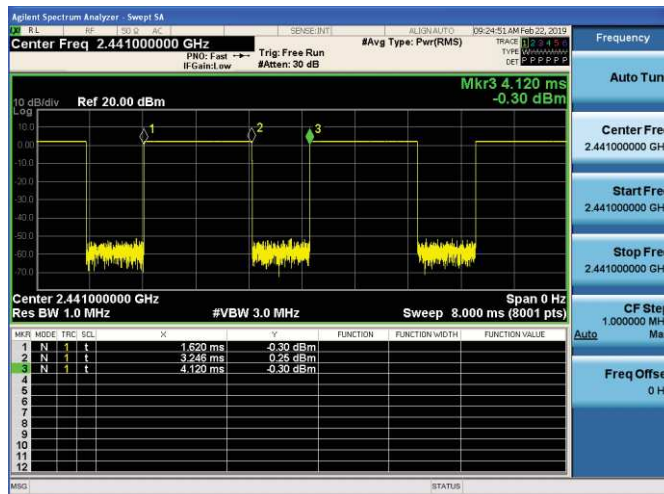 Agilent Spectrum Analyzer - Swept SA
RL RF 50 Ω AC SENSE:INT ALIGNAUTO 09:24:51 AM Feb 22, 2019
Center Freq 2.441000000 GHz
PNO: Fast
IFGain:Low
Trig: Free Run
#Atten: 30 dB
#Avg Type: Pwr(RMS)
TRACE 1 2 3 4 5 6
TYPE W
DET P P P P P P
Mkr3 4.120 ms
-0.30 dBm
10 dB/div
Log
Ref 20.00 dBm
10.0
0.00
-10.0
-20.0
-30.0
-40.0
-50.0
-60.0
-70.0
1
2
3
Center 2.441000000 GHz
Span 0 Hz
Res BW 1.0 MHz
#VBW 3.0 MHz
Sweep 8.000 ms (8001 pts)
MKR MODE TRC SCL X Y FUNCTION FUNCTION WIDTH FUNCTION VALUE
1 N 1 t 1.620 ms -0.30 dBm
2 N 1 t 3.246 ms 0.25 dBm
3 N 1 t 4.120 ms -0.30 dBm
4
5
6
7
8
9
10
11
12
MSG STATUS
Frequency
Auto Tun
Center Fre
2.441000000 GH
Start Fre
2.441000000 GH
Stop Fre
2.441000000 GH
CF Step
1.000000 MH
Auto Ma
Freq Offse
0 H